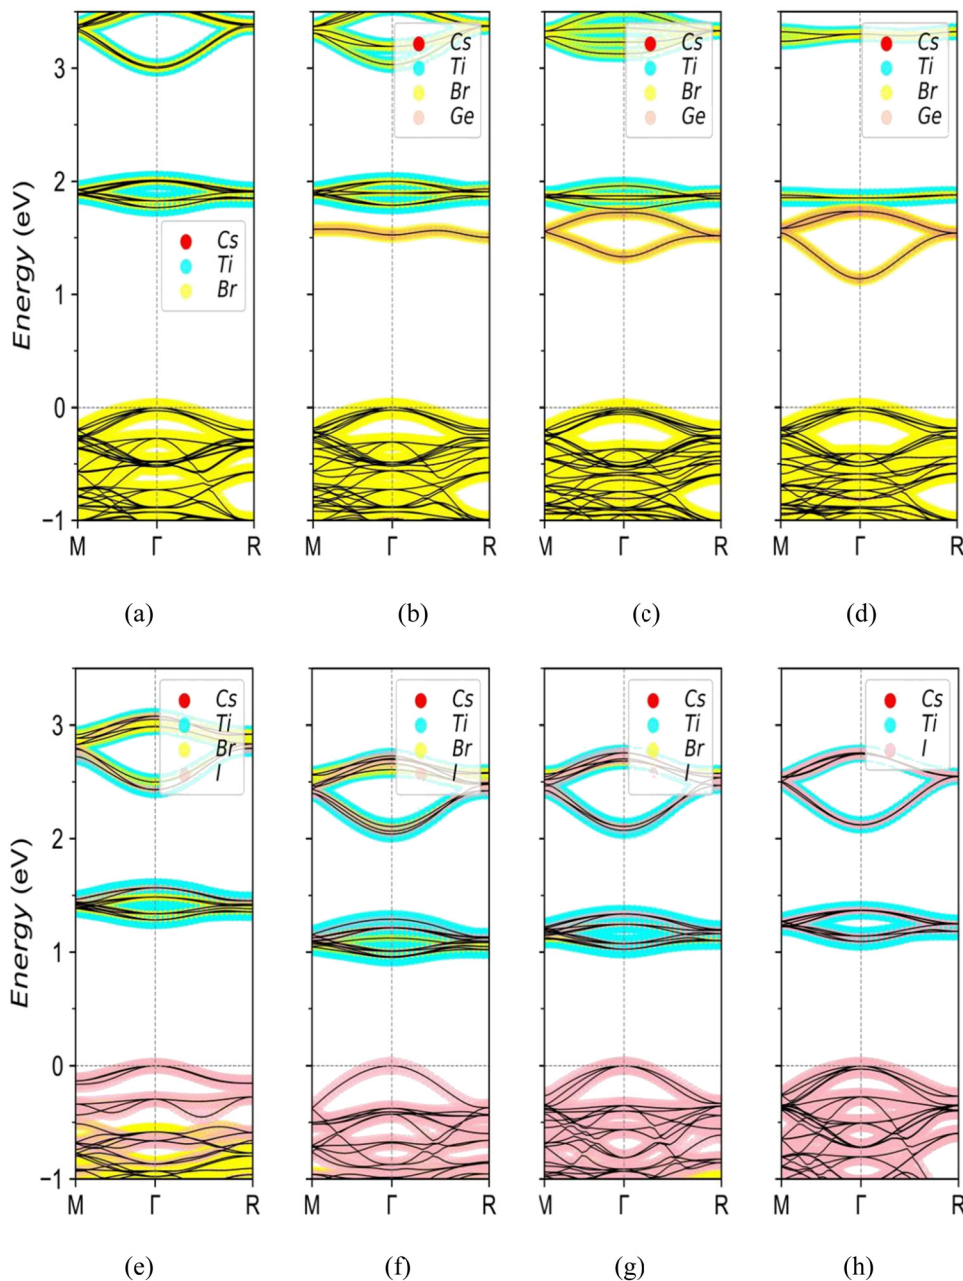 3
2
1
0
−1
Energy (eV)
Cs
Ti
Br
M Γ R
(a)
Cs
Ti
Br
Ge
M Γ R
(b)
Cs
Ti
Br
Ge
Γ R
(c)
Cs
Ti
Br
Ge
M Γ R
(d)
3
2
1
0
−1
Energy (eV)
Cs
Ti
Br
I
M Γ R
(e)
Cs
Ti
Br
I
M Γ R
(f)
Cs
Ti
Br
I
M Γ R
(g)
Cs
Ti
I
M Γ R
(h)